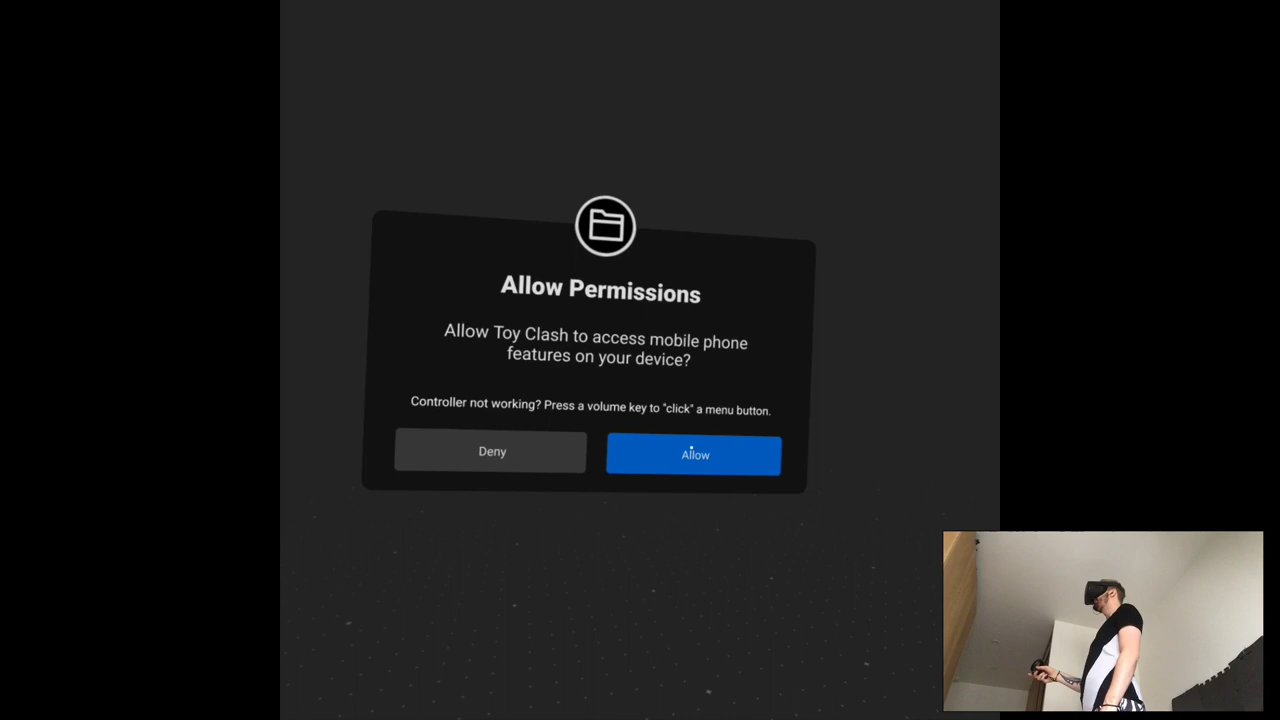 Allow Permissions
Allow Toy Clash to access mobile phone
features on your device?
Controller not working? Press a volume key to "click" a menu button.
Deny
Allow